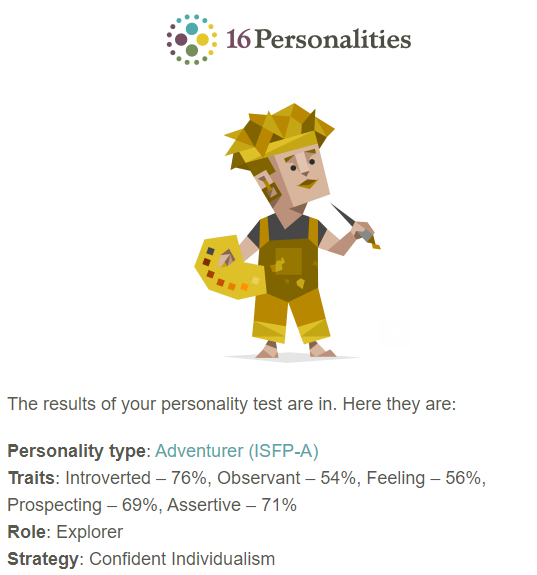 16Personalities
The results of your personality test are in. Here they are:
Personality type: Adventurer (ISFP-A)
Traits: Introverted – 76%, Observant – 54%, Feeling – 56%,
Prospecting – 69%, Assertive – 71%
Role: Explorer
Strategy: Confident Individualism